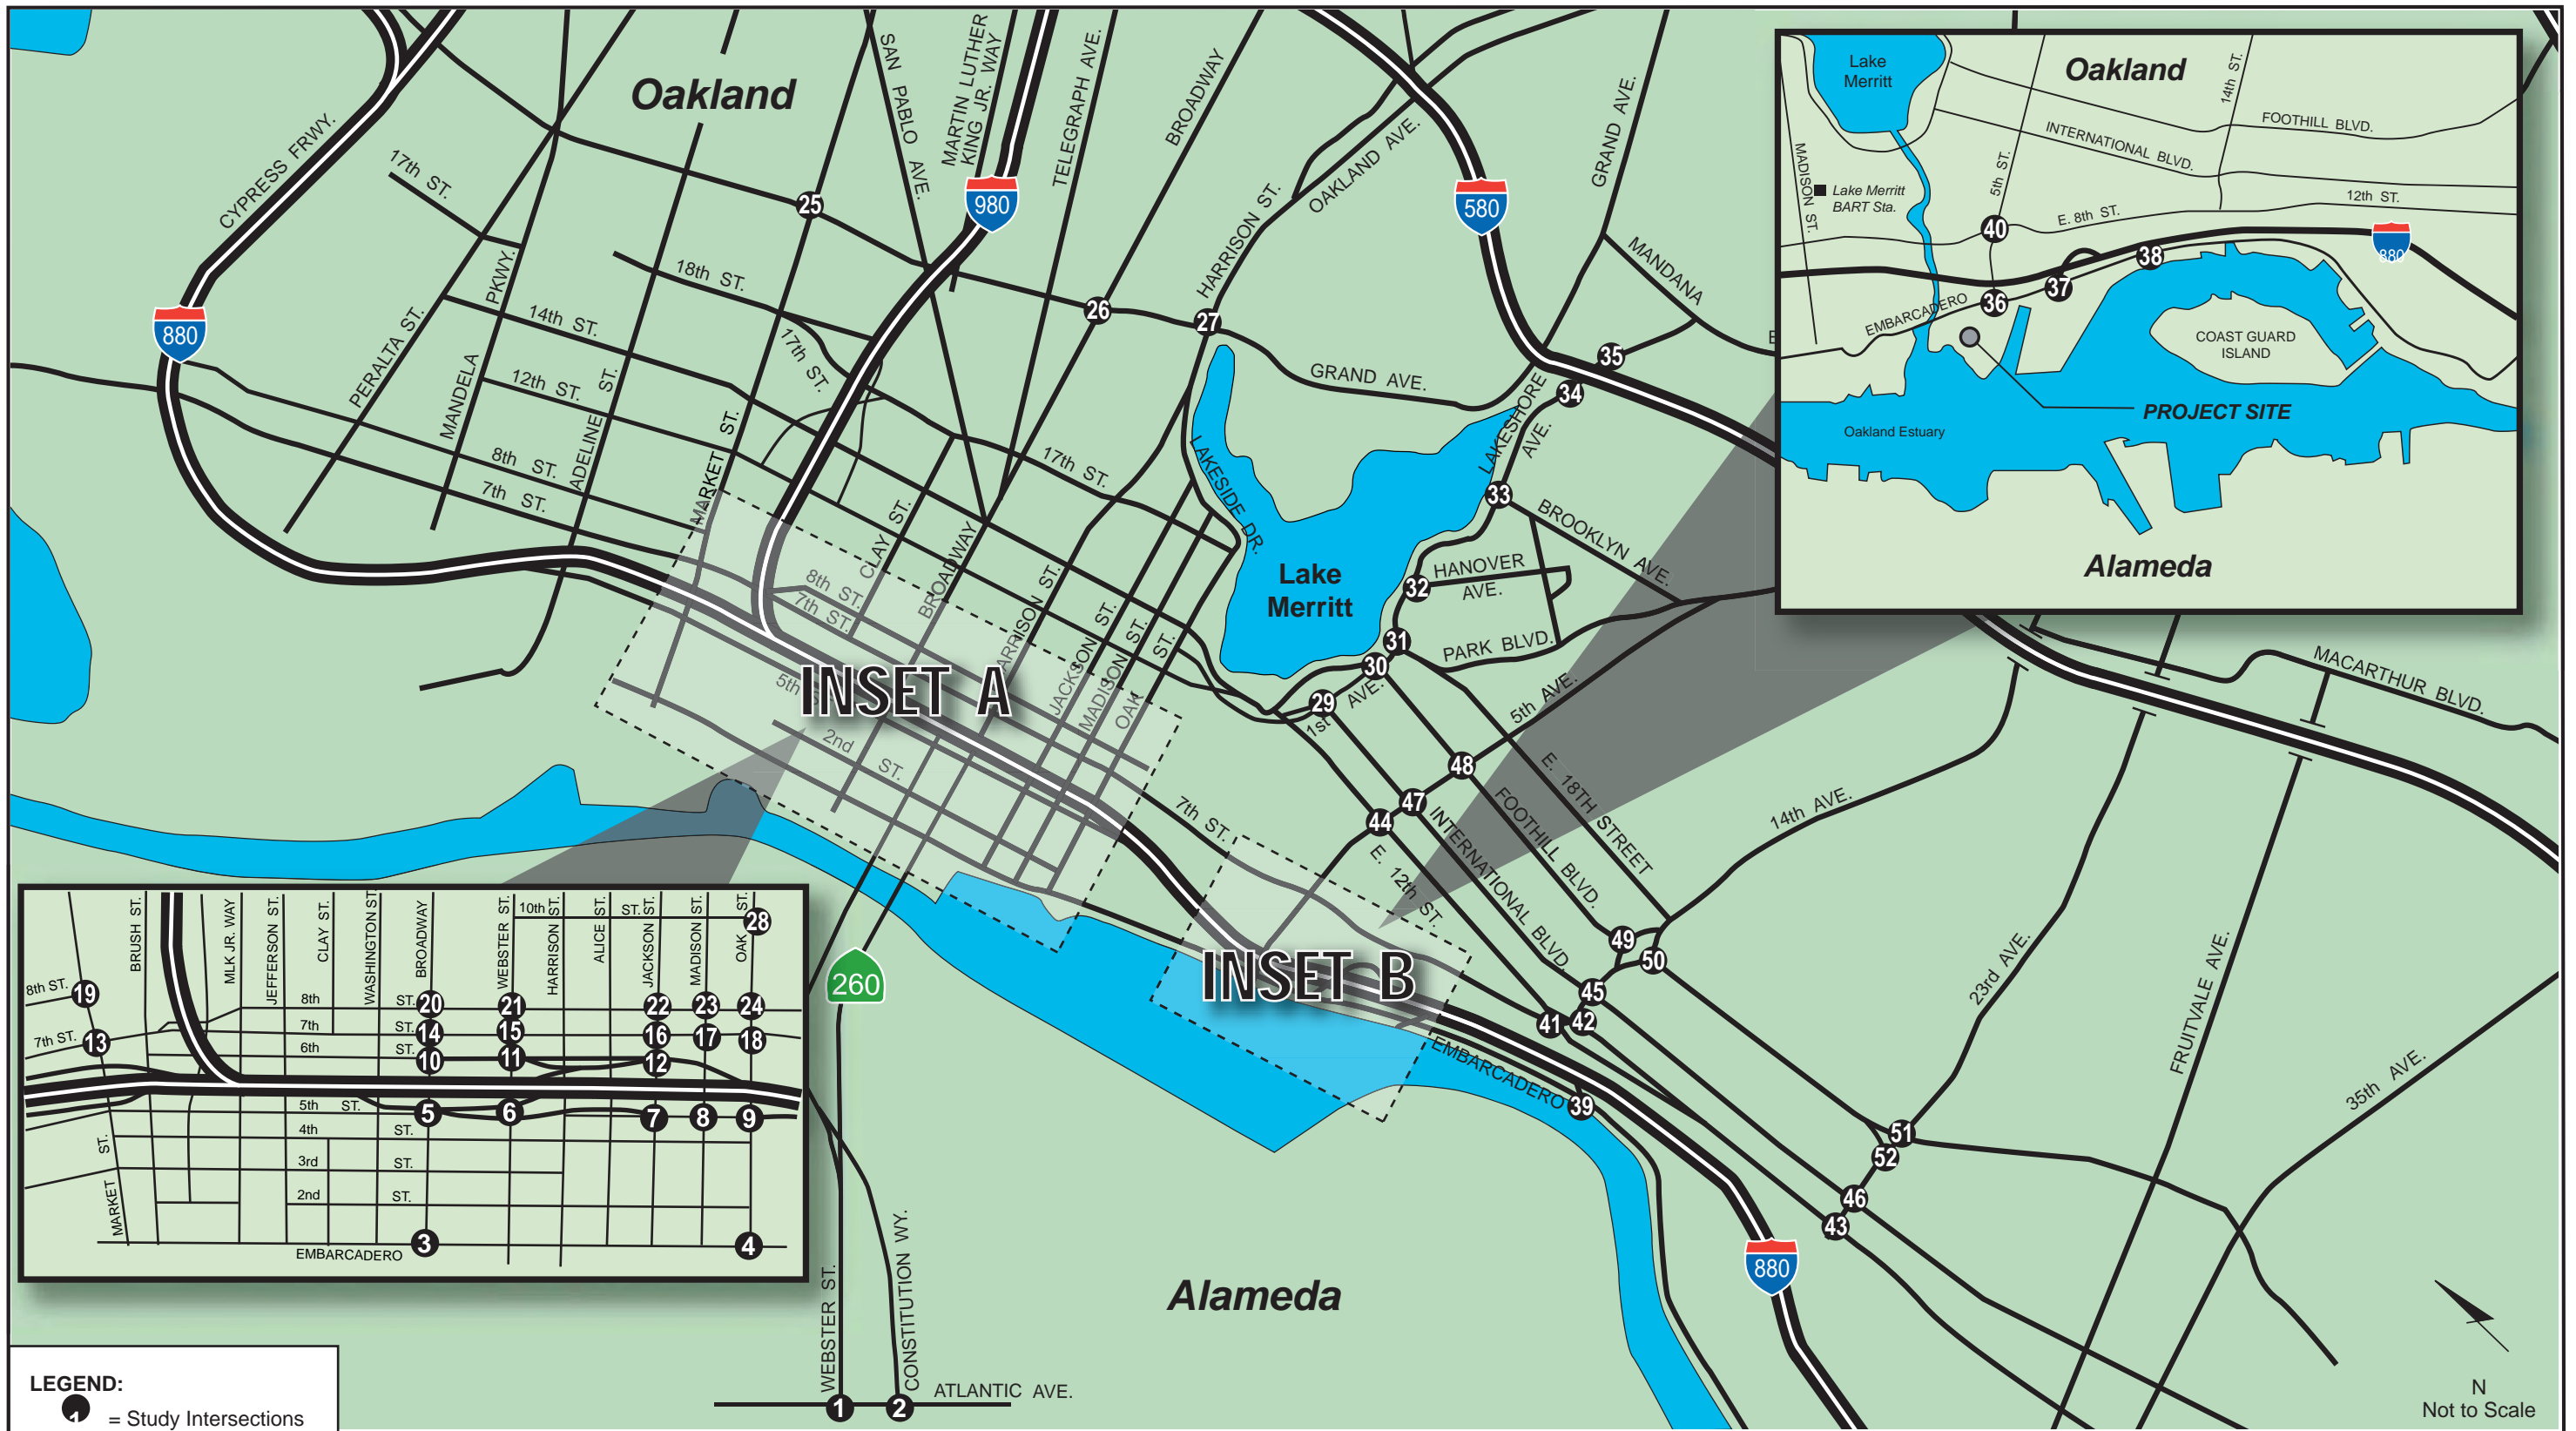 Oakland
CYPRESS FRWY.
17th ST.
SAN PABLO AVE.
MARTIN LUTHER
KING JR. WAY
TELEGRAPH AVE.
BROADWAY
HARRISON ST.
OAKLAND AVE.
GRAND AVE.
MANDANA
980
580
880
25
26
27
35
34
33
32
31
30
29
PERALTA ST.
MANDELA
PKWY.
ADELINE ST.
MARKET ST.
18th ST.
14th ST.
17th ST.
12th ST.
8th ST.
7th ST.
CLAY ST.
BROADWAY
17th ST.
LAKESIDE DR.
GRAND AVE.
LAKESHORE
AVE.
BROOKLYN AVE.
HANOVER
AVE.
PARK BLVD.
Lake
Merritt
8th ST.
7th ST.
HARRISON ST.
JACKSON ST.
MADISON ST.
OAK ST.
5th
2nd ST.
INSET A
1st AVE.
5th AVE.
E. 18TH STREET
FOOTHILL BLVD.
INTERNATIONAL BLVD.
E. 12th ST.
7th ST.
14th AVE.
23rd AVE.
FRUITVALE AVE.
35th AVE.
MACARTHUR BLVD.
48
47
44
49
50
45
41
42
39
51
52
46
43
INSET B
EMBARCADERO
880
260
Alameda
WEBSTER ST.
CONSTITUTION WY.
ATLANTIC AVE.
1
2
Lake
Merritt
Oakland
14th ST.
FOOTHILL BLVD.
INTERNATIONAL BLVD.
MADISON ST.
Lake Merritt
BART Sta.
5th ST.
12th ST.
E. 8th ST.
40
38
37
36
880
EMBARCADERO
COAST GUARD
ISLAND
PROJECT SITE
Oakland Estuary
Alameda
BRUSH ST.
MLK JR. WAY
JEFFERSON ST.
CLAY ST.
WASHINGTON ST.
BROADWAY
WEBSTER ST.
HARRISON ST.
ALICE ST.
JACKSON ST.
MADISON ST.
OAK ST.
10th ST.
28
8th ST.
19
8th ST.
20
21
22
23
24
7th ST.
13
7th ST.
14
15
16
17
18
6th ST.
10
11
12
5th ST.
5
6
7
8
9
4th ST.
3rd ST.
2nd ST.
MARKET ST.
EMBARCADERO
3
4
LEGEND:
1 = Study Intersections
N
Not to Scale